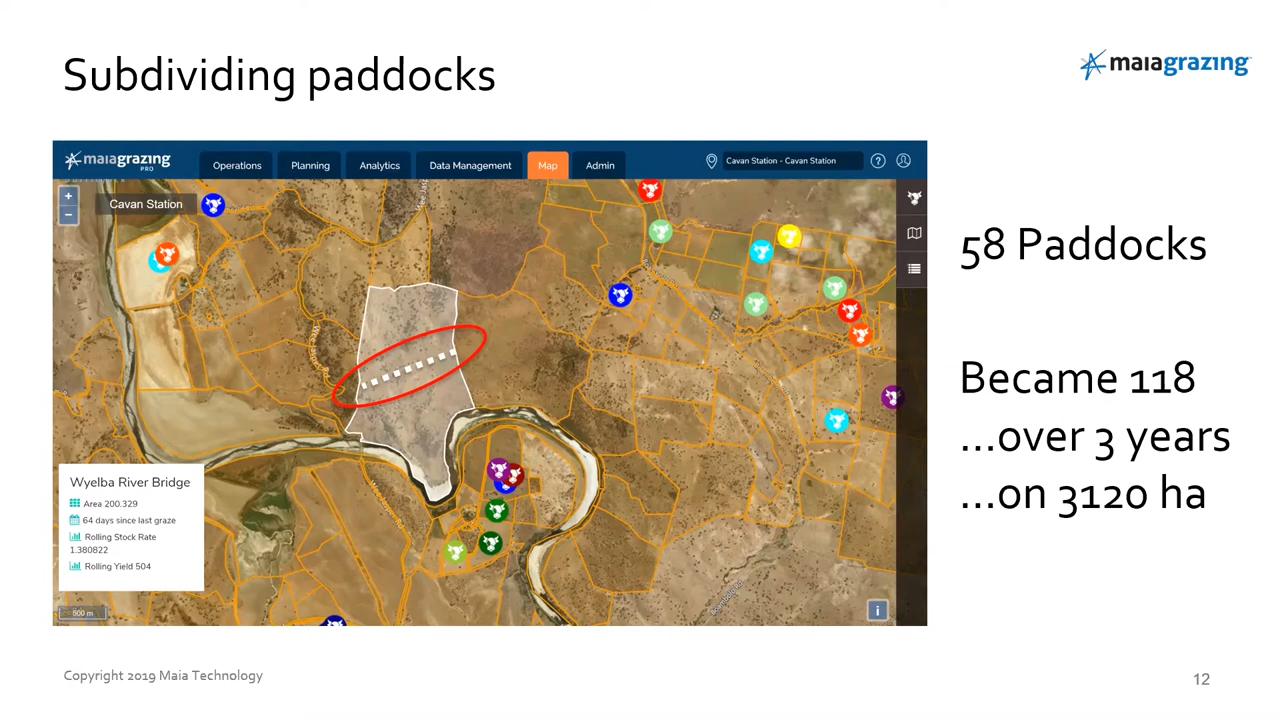 Subdividing paddocks
maiagrazing
maiagrazing
PRO
Operations
Planning
Analytics
Data Management
Map
Admin
Cavan Station - Cavan Station
?
+
−
Cavan Station
58 Paddocks
Became 118
...over 3 years
...on 3120 ha
Wyelba River Bridge
Area 200.329
64 days since last graze
Rolling Stock Rate
1.380822
Rolling Yield 504
500 m
i
Copyright 2019 Maia Technology
12